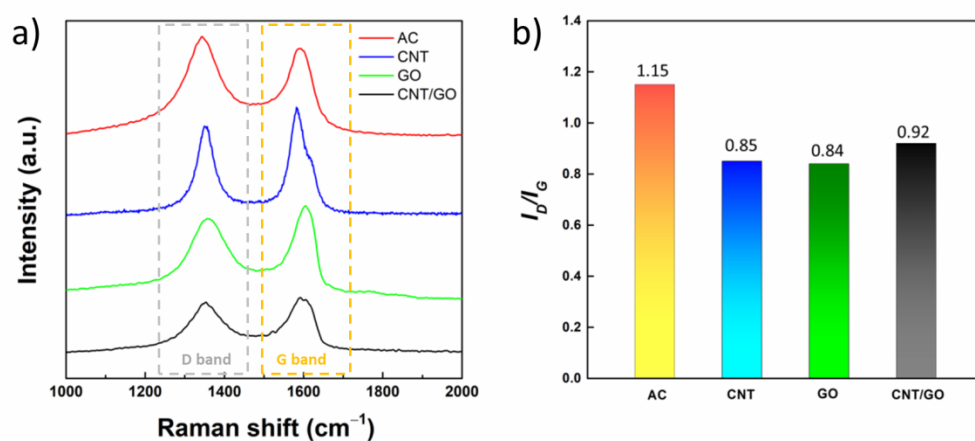 a)
Intensity (a.u.)
AC
CNT
GO
CNT/GO
D band
G band
1000 1200 1400 1600 1800 2000
Raman shift (cm⁻¹)
b)
I_D/I_G
1.4
1.2
1.0
0.8
0.6
0.4
0.2
0.0
1.15
0.85
0.84
0.92
AC CNT GO CNT/GO